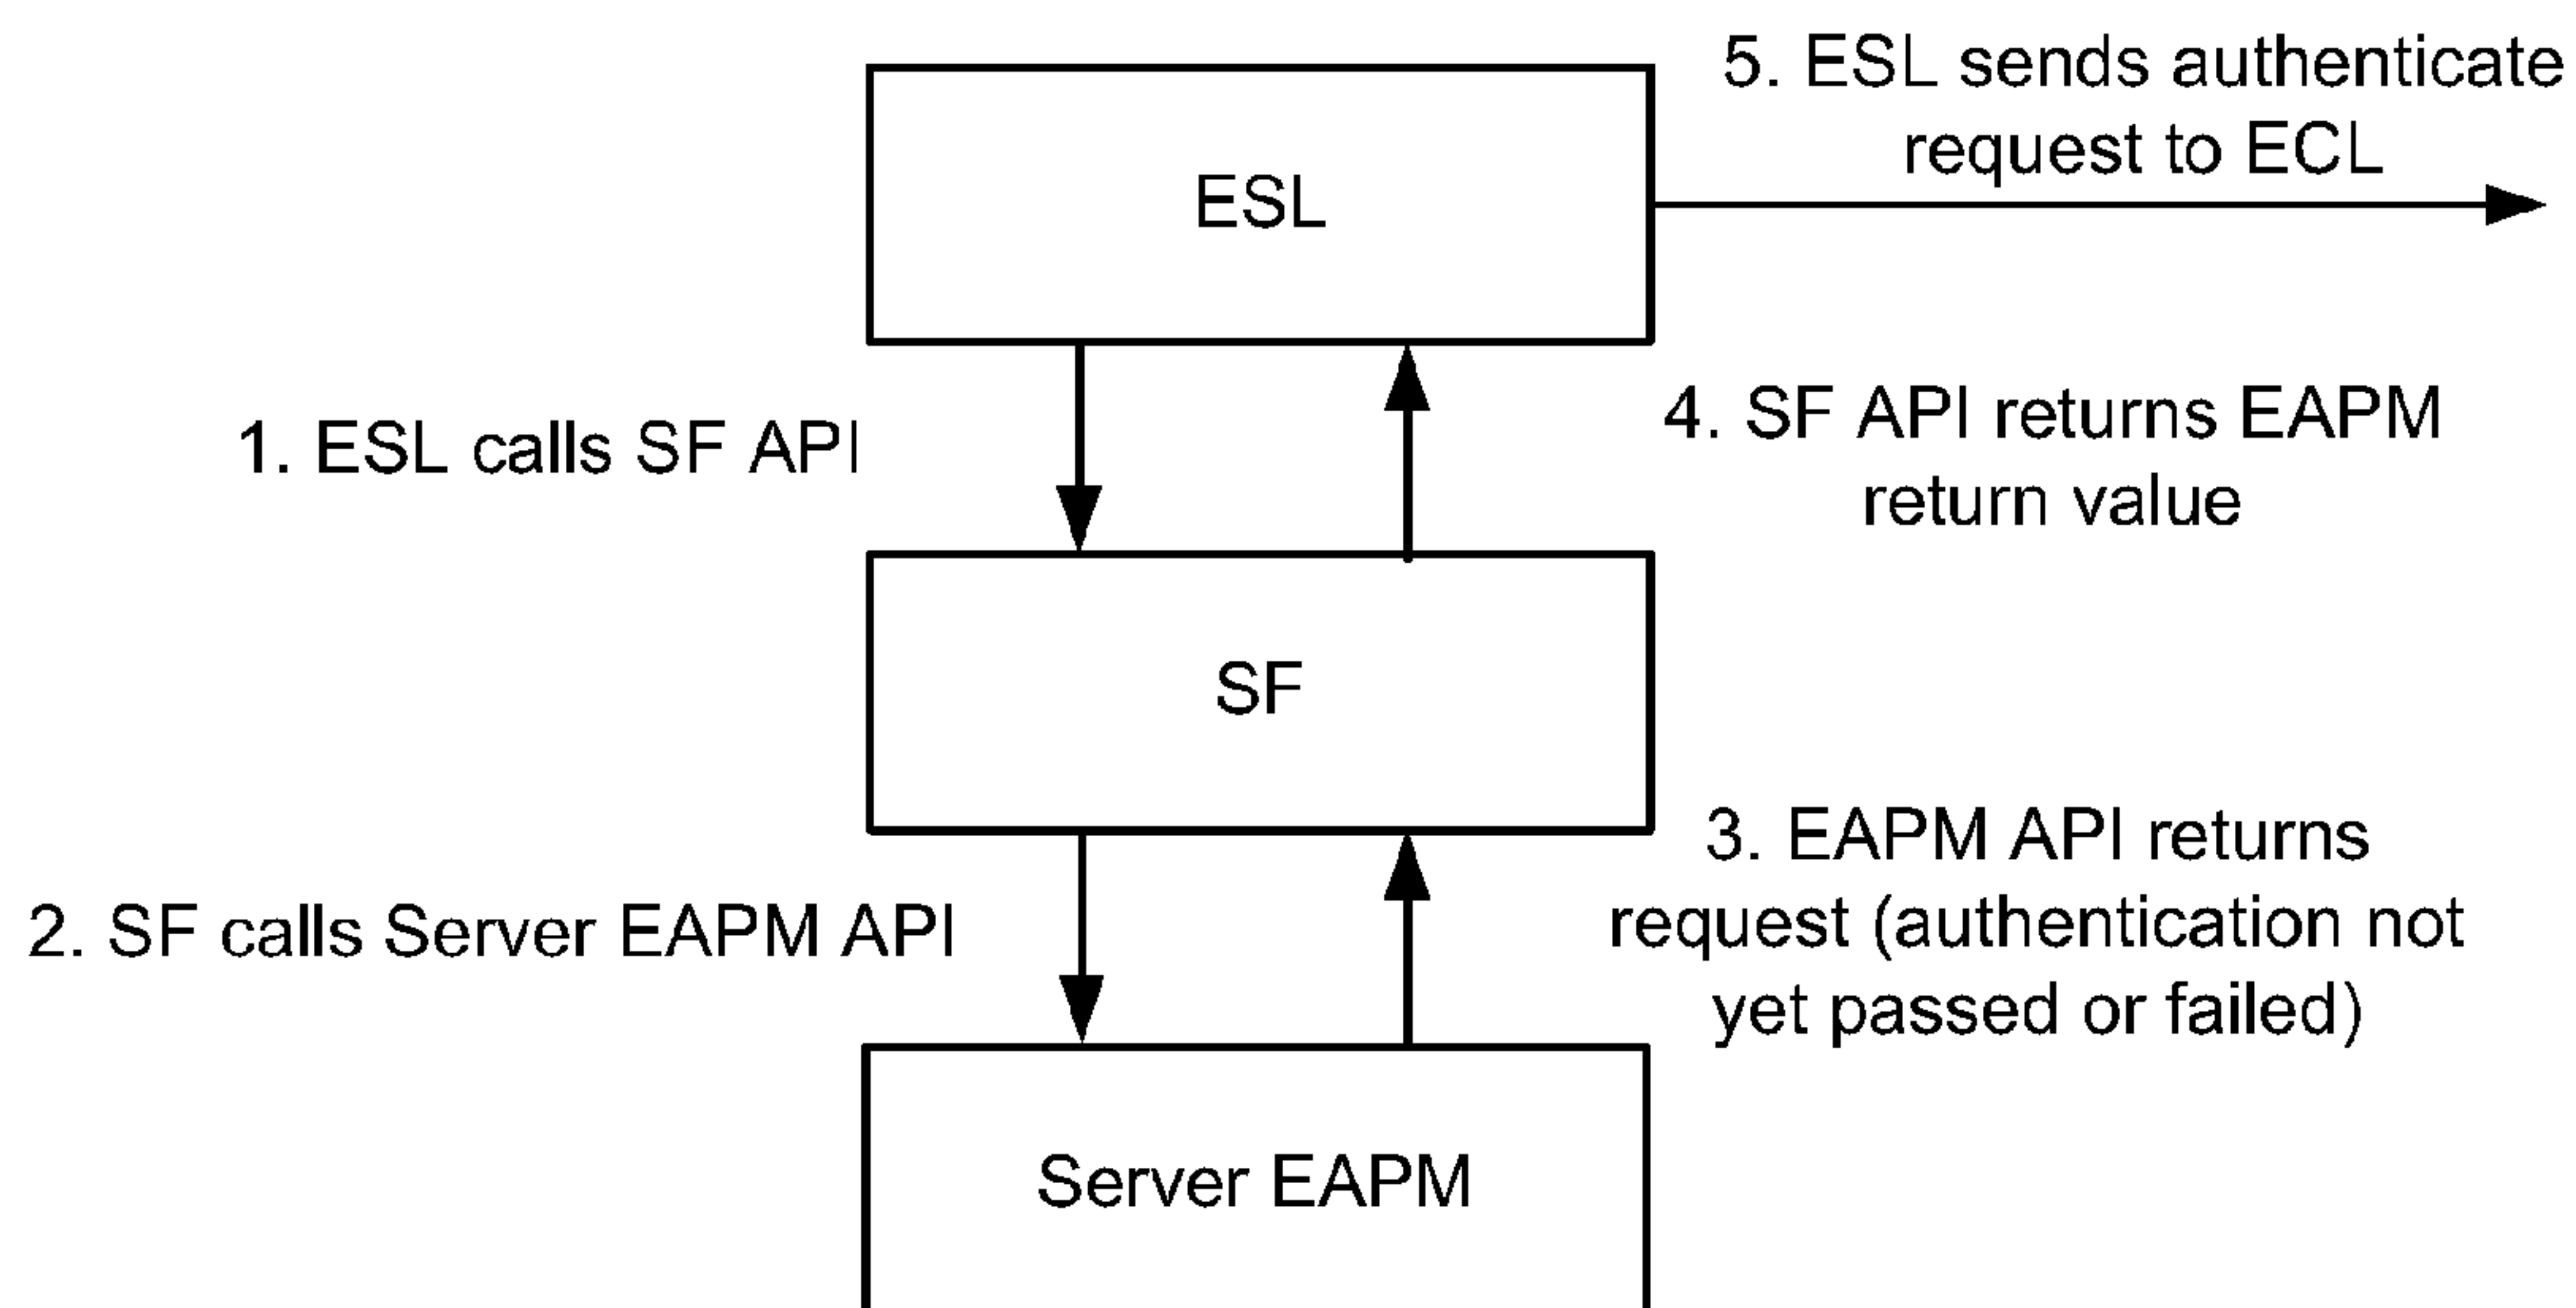 5. ESL sends authenticate
request to ECL
ESL
1. ESL calls SF API
4. SF API returns EAPM
return value
SF
2. SF calls Server EAPM API
3. EAPM API returns
request (authentication not
yet passed or failed)
Server EAPM